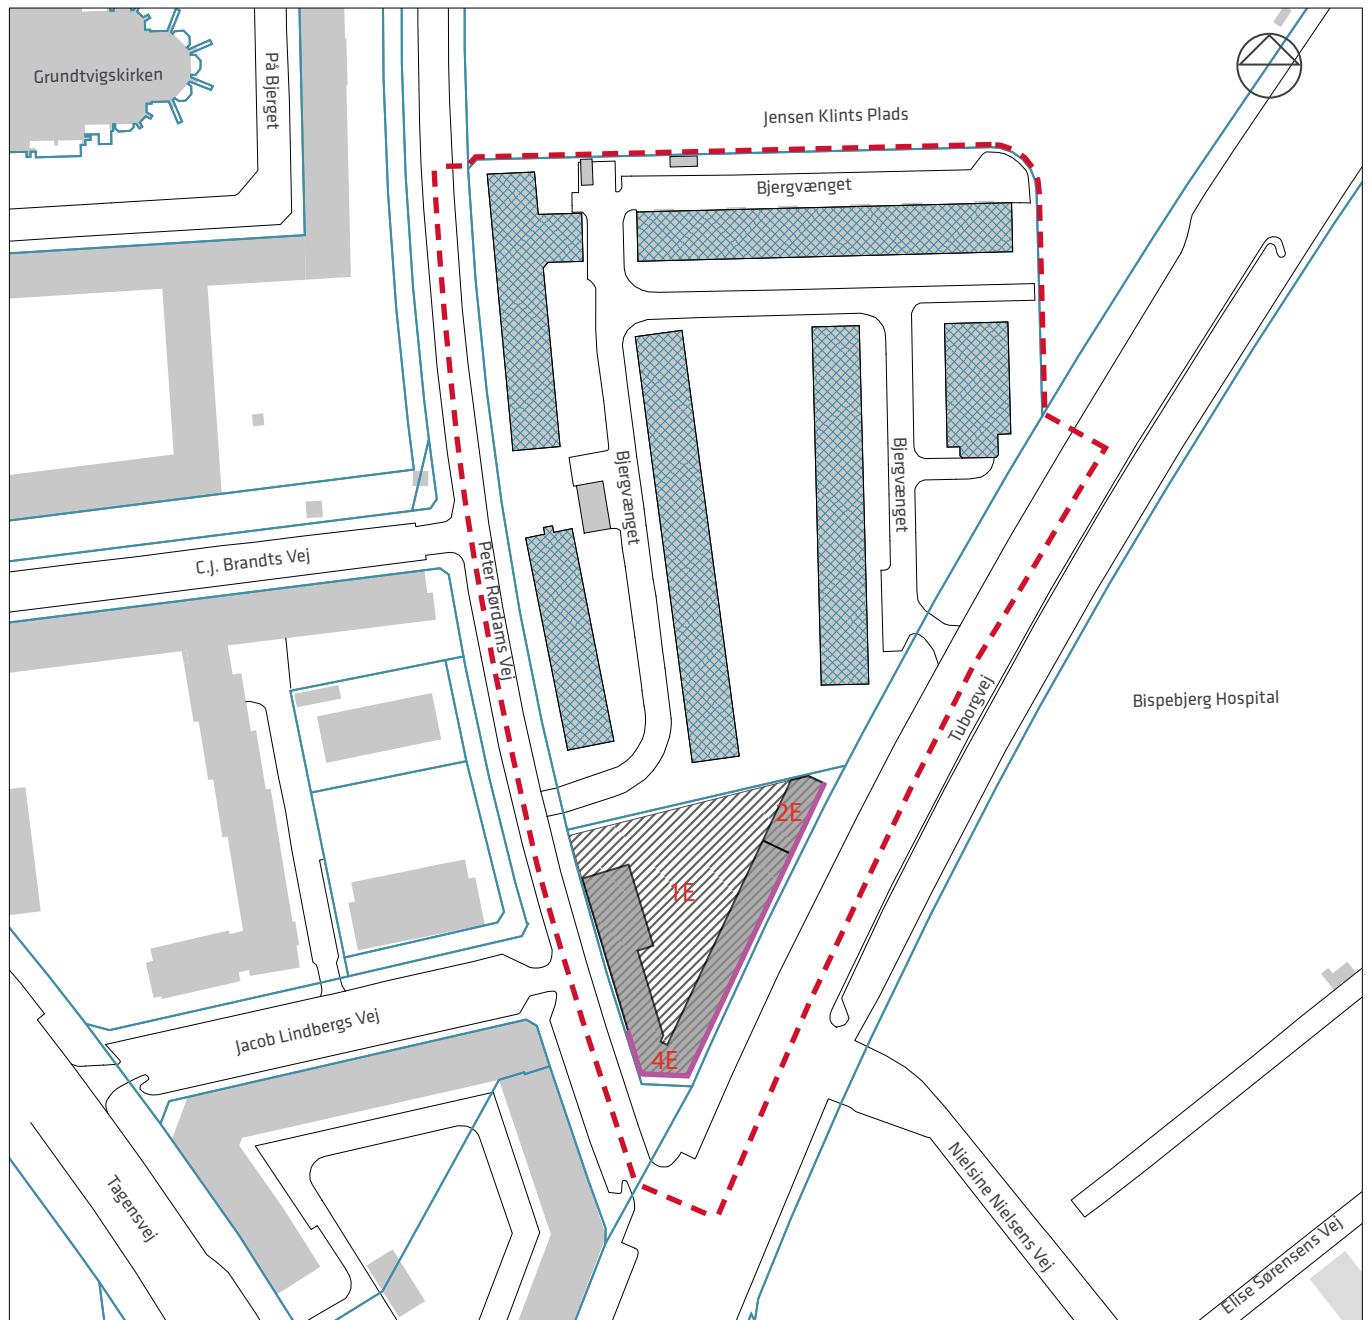 Grundtvigskirken
På Bjerget
Jensen Klints Plads
Bjergvænget
Bjergvænget
Bjergvænget
C.J. Brandts Vej
Peter Rørdams Vej
Tuborgvej
Bispebjerg Hospital
2E
1E
4E
Jacob Lindbergs Vej
Tagensvej
Nielsine Nielsens Vej
Elise Sørensens Vej